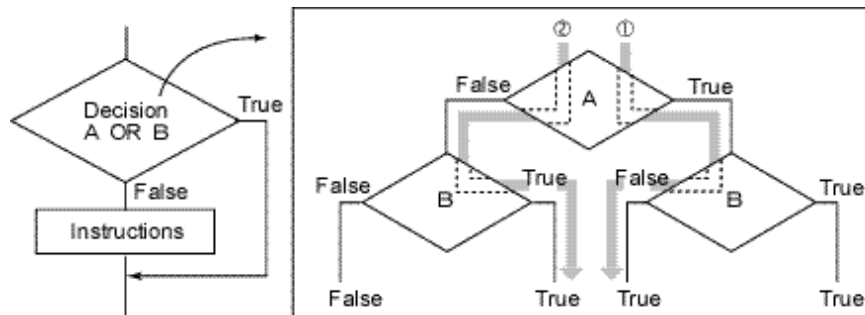 Decision
A OR B
True
False
Instructions
② ①
False A True
False B True False B True
False True True True